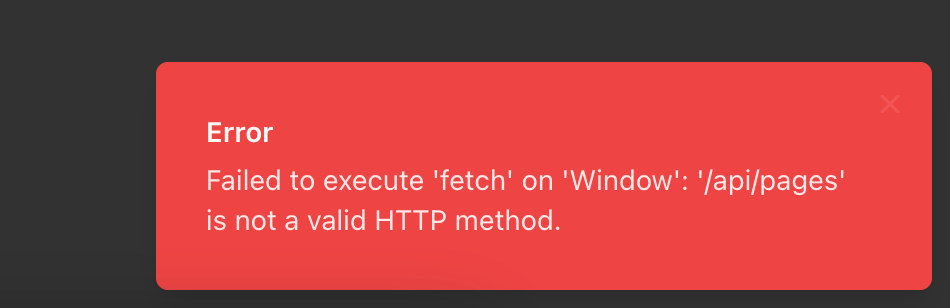 Error
Failed to execute 'fetch' on 'Window': '/api/pages'
is not a valid HTTP method.